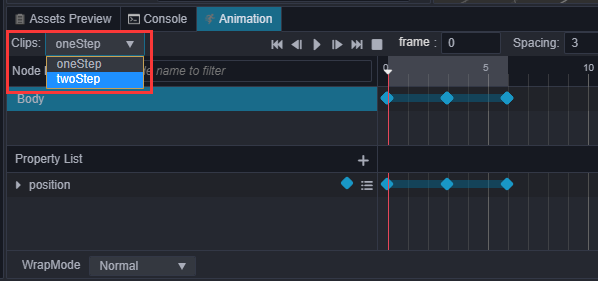 Assets Preview Console Animation
Clips: oneStep frame : 0 Spacing: 3
oneStep
twoStep
Node name to filter
0 5 10
Body
Property List
position
WrapMode Normal